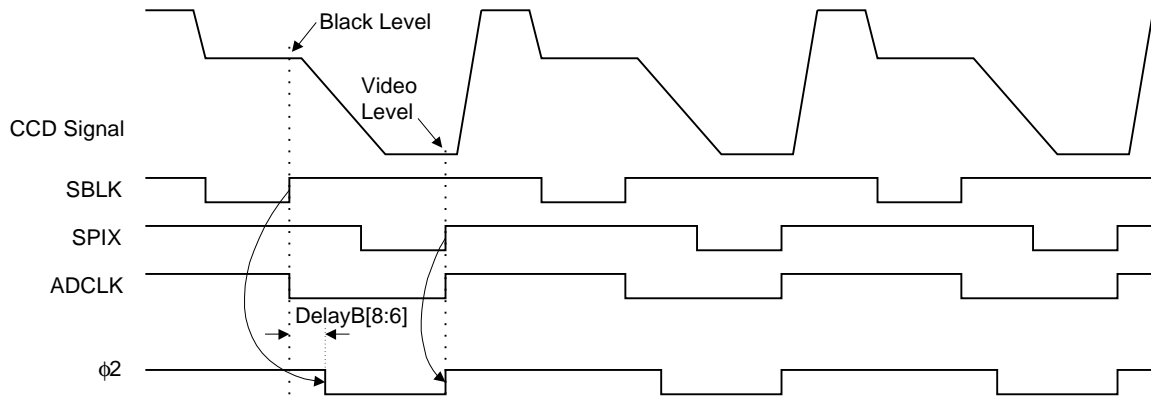 Black Level
Video
Level
CCD Signal
SBLK
SPIX
ADCLK
DelayB[8:6]
ϕ2